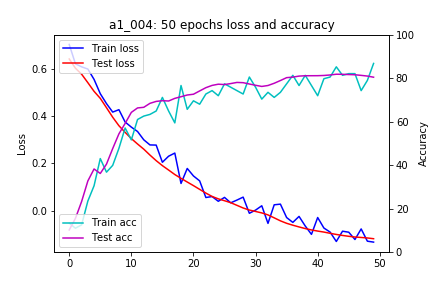 a1_004: 50 epochs loss and accuracy
Train loss
Test loss
Train acc
Test acc
Loss
0.6
0.4
0.2
0.0
Accuracy
100
80
60
40
20
0
0
10
20
30
40
50